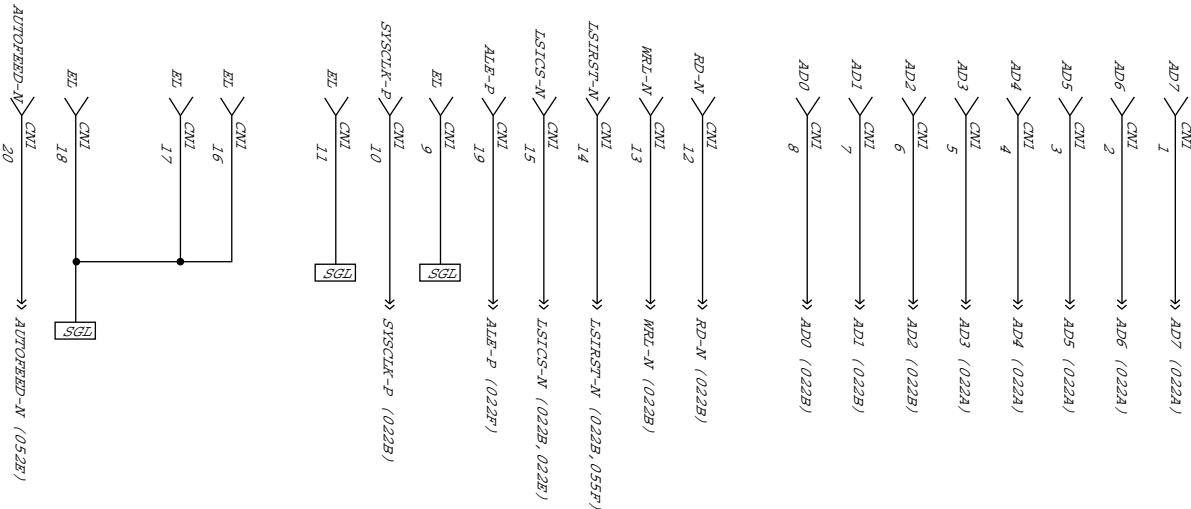 AD7 CN1 1 AD7 (022A)
AD6 CN1 2 AD6 (022A)
AD5 CN1 3 AD5 (022A)
AD4 CN1 4 AD4 (022A)
AD3 CN1 5 AD3 (022A)
AD2 CN1 6 AD2 (022B)
AD1 CN1 7 AD1 (022B)
AD0 CN1 8 AD0 (022B)
RD-N CN1 12 RD-N (022B)
WRL-N CN1 13 WRL-N (022B)
LSIRST-N CN1 14 LSIRST-N (022B,055F)
LSICS-N CN1 15 LSICS-N (022B,022E)
ALE-P CN1 19 ALE-P (022F)
EL CN1 9 SGL
SYSCLK-P CN1 10 SYSCLK-P (022B)
EL CN1 11 SGL
EL CN1 16
EL CN1 17
EL CN1 18 SGL
AUTOFEED-N CN1 20 AUTOFEED-N (052E)